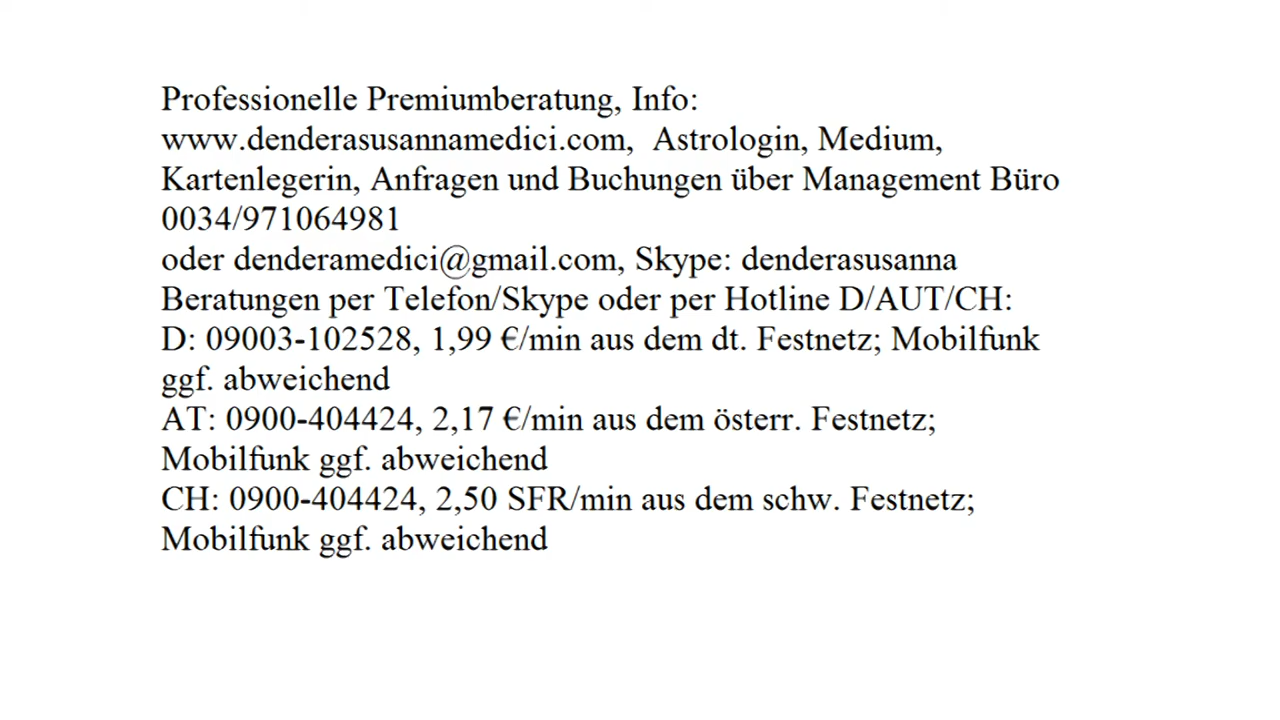 Professionelle Premiumberatung, Info:
www.denderasusannamedici.com,  Astrologin, Medium,
Kartenlegerin, Anfragen und Buchungen über Management Büro
0034/971064981
oder denderamedici@gmail.com, Skype: denderasusanna
Beratungen per Telefon/Skype oder per Hotline D/AUT/CH:
D: 09003-102528, 1,99 €/min aus dem dt. Festnetz; Mobilfunk
ggf. abweichend
AT: 0900-404424, 2,17 €/min aus dem österr. Festnetz;
Mobilfunk ggf. abweichend
CH: 0900-404424, 2,50 SFR/min aus dem schw. Festnetz;
Mobilfunk ggf. abweichend